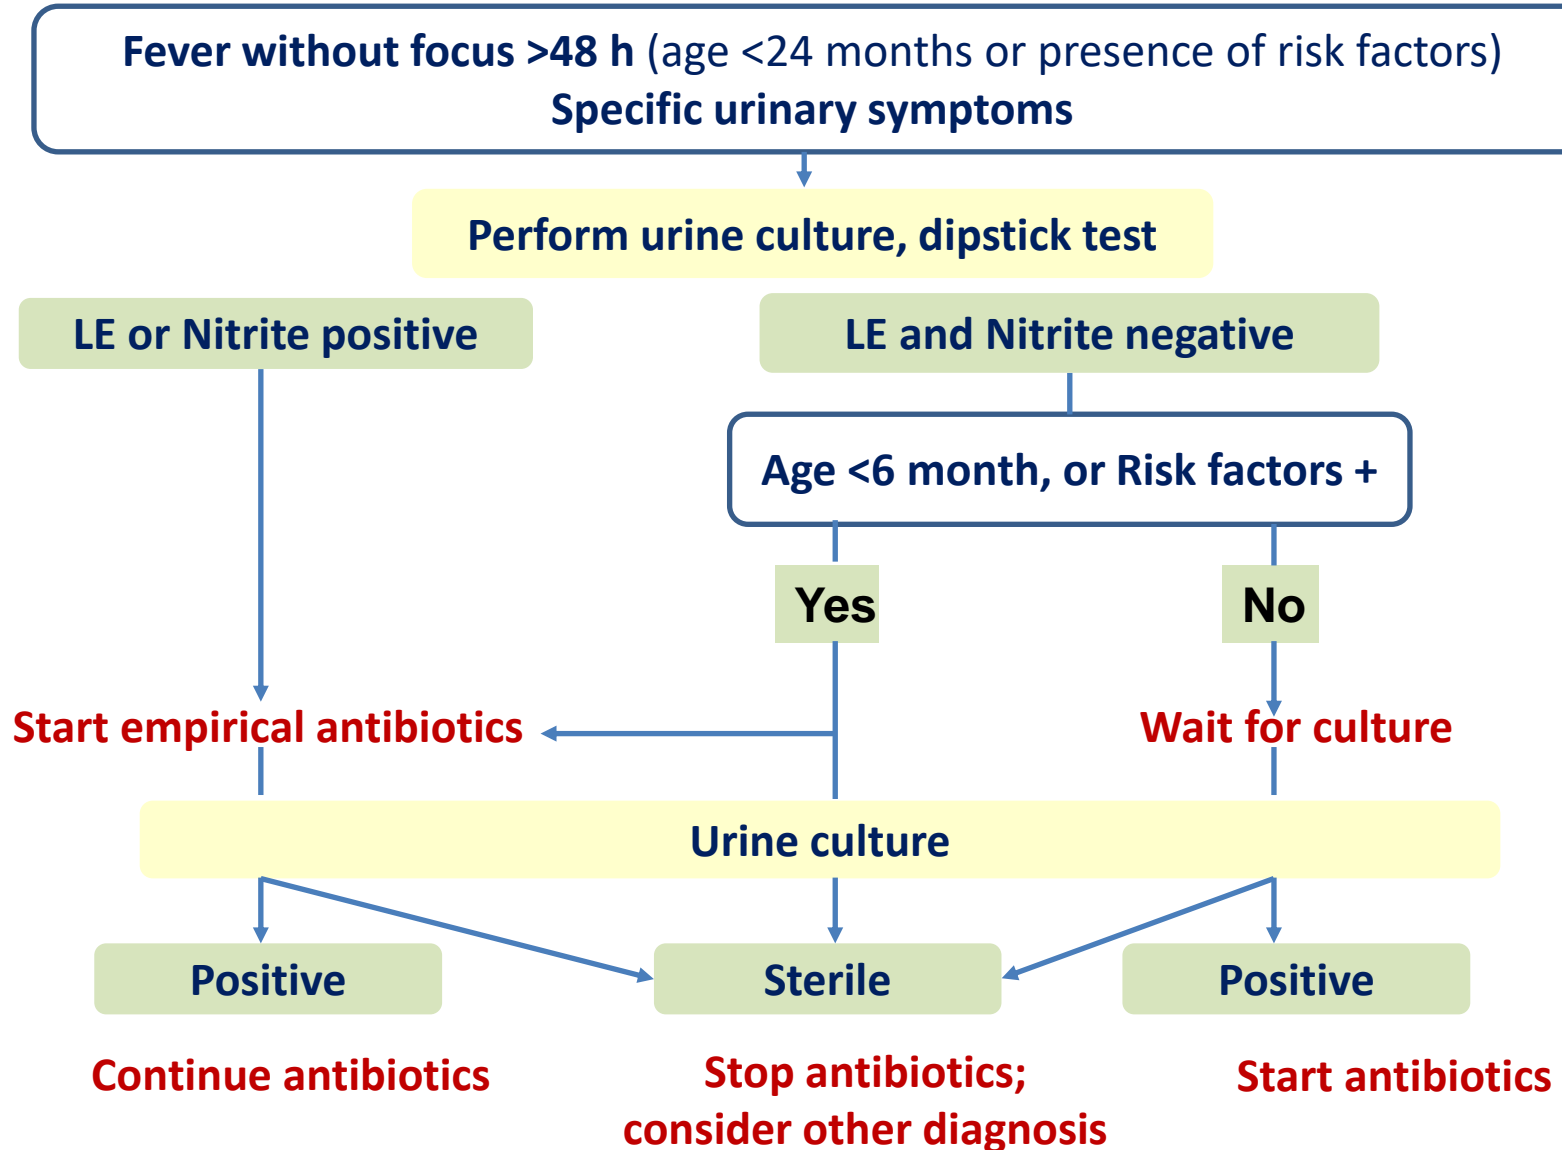 Fever without focus >48 h (age <24 months or presence of risk factors)
Specific urinary symptoms
Perform urine culture, dipstick test
LE or Nitrite positive
LE and Nitrite negative
Age <6 month, or Risk factors +
Yes
No
Start empirical antibiotics
Wait for culture
Urine culture
Positive
Sterile
Positive
Continue antibiotics
Stop antibiotics;
consider other diagnosis
Start antibiotics